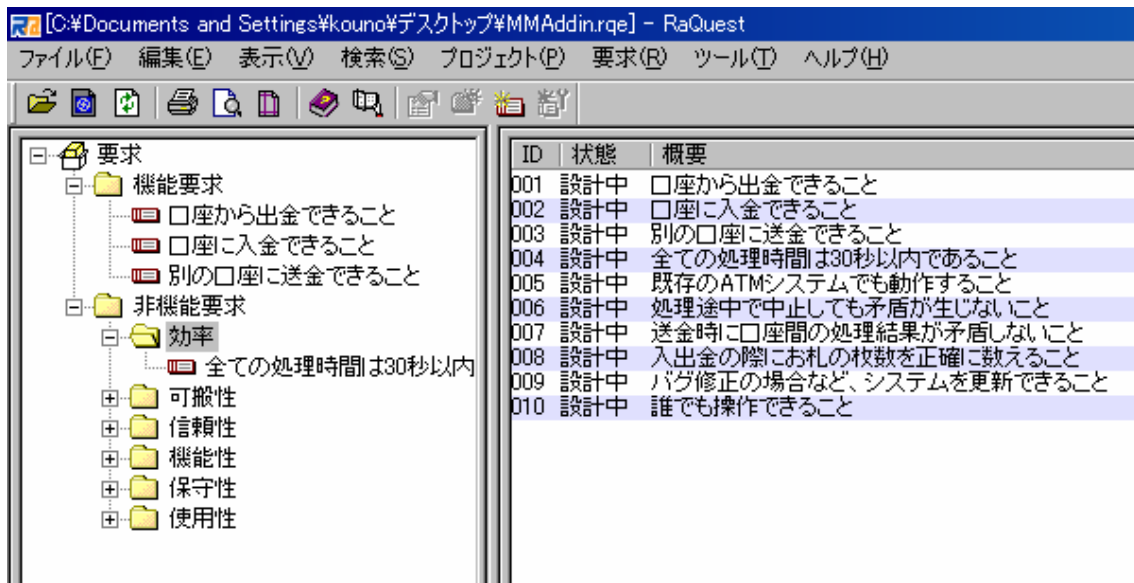 [C:¥Documents and Settings¥kouno¥デスクトップ¥MMAddin.rqe] - RaQuest
ファイル(F) 編集(E) 表示(V) 検索(S) プロジェクト(P) 要求(R) ツール(T) ヘルプ(H)
要求
機能要求
口座から出金できること
口座に入金できること
別の口座に送金できること
非機能要求
効率
全ての処理時間は30秒以内
可搬性
信頼性
機能性
保守性
使用性
ID 状態 概要
001 設計中 口座から出金できること
002 設計中 口座に入金できること
003 設計中 別の口座に送金できること
004 設計中 全ての処理時間は30秒以内であること
005 設計中 既存のATMシステムでも動作すること
006 設計中 処理途中で中止しても矛盾が生じないこと
007 設計中 送金時に口座間の処理結果が矛盾しないこと
008 設計中 入出金の際にお札の枚数を正確に数えること
009 設計中 バグ修正の場合など、システムを更新できること
010 設計中 誰でも操作できること